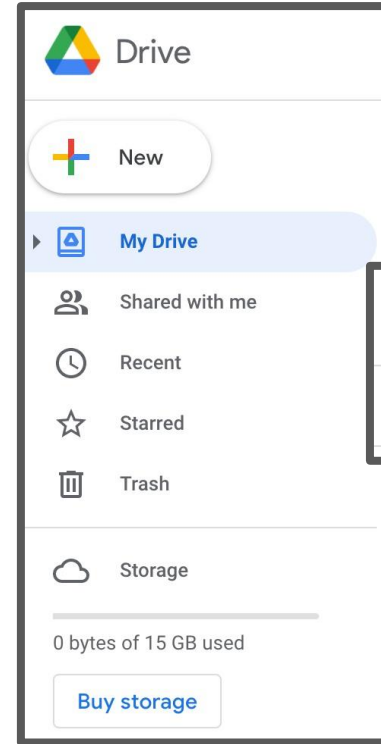 Drive
New
My Drive
Shared with me
Recent
Starred
Trash
Storage
0 bytes of 15 GB used
Buy storage